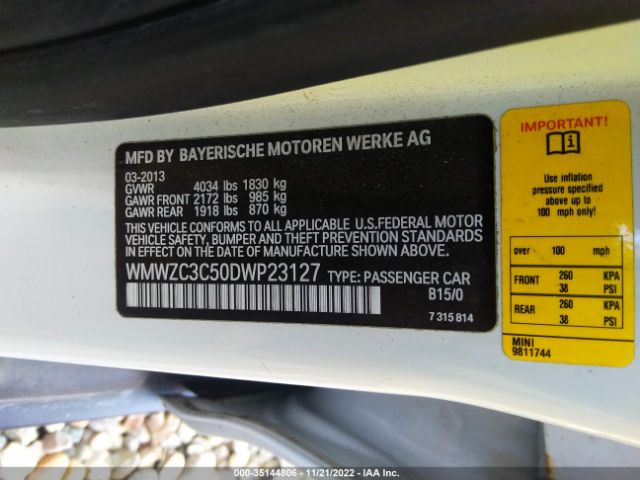 MFD BY BAYERISCHE MOTOREN WERKE AG
03-2013
GVWR 4034 lbs 1830 kg
GAWR FRONT 2172 lbs 985 kg
GAWR REAR 1918 lbs 870 kg
THIS VEHICLE CONFORMS TO ALL APPLICABLE U.S.FEDERAL MOTOR
VEHICLE SAFETY, BUMPER AND THEFT PREVENTION STANDARDS
IN EFFECT ON THE DATE OF MANUFACTURE SHOWN ABOVE.
WMWZC3C50DWP23127 TYPE: PASSENGER CAR
B15/0
7 315 814
IMPORTANT!
Use inflation
pressure specified
above for up to
100 mph only!
over 100 mph
FRONT 260 KPA
38 PSI
REAR 260 KPA
38 PSI
MINI
9811744
000-35144806 - 11/21/2022 - IAA Inc.